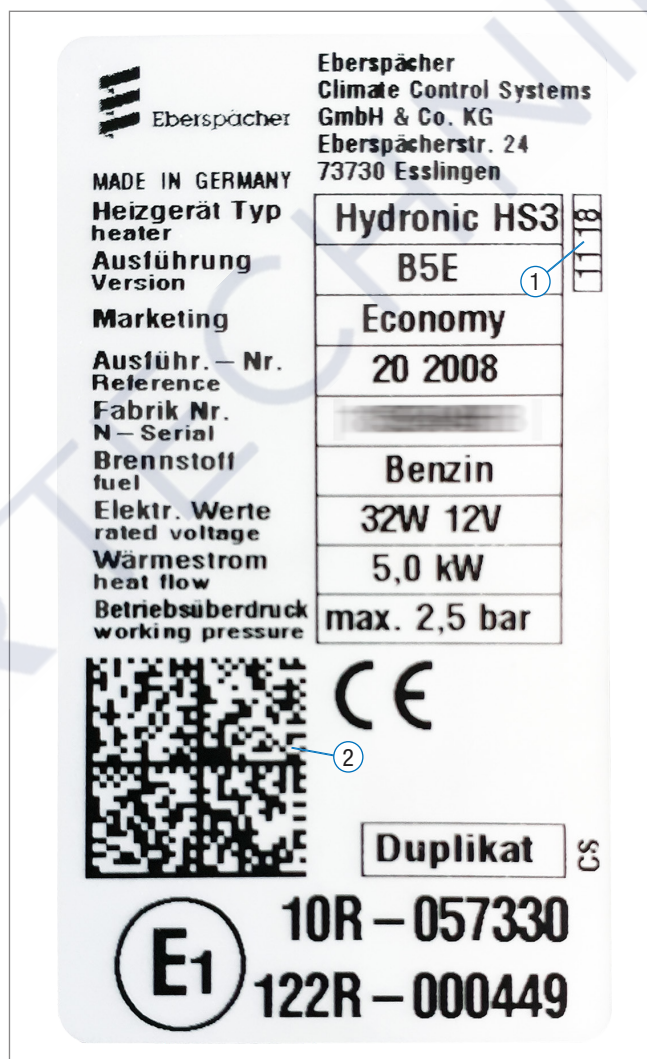 Eberspächer
Eberspächer
Climate Control Systems
GmbH & Co. KG
Eberspächerstr. 24
73730 Esslingen
MADE IN GERMANY
Heizgerät Typ
heater
Hydronic HS3
11 18
1
Ausführung
Version
B5E
Marketing
Economy
Ausführ. – Nr.
Reference
20 2008
Fabrik Nr.
N – Serial
Brennstoff
fuel
Benzin
Elektr. Werte
rated voltage
32W 12V
Wärmestrom
heat flow
5,0 kW
Betriebsüberdruck
working pressure
max. 2,5 bar
CE
2
Duplikat
CS
E1
10R – 057330
122R – 000449